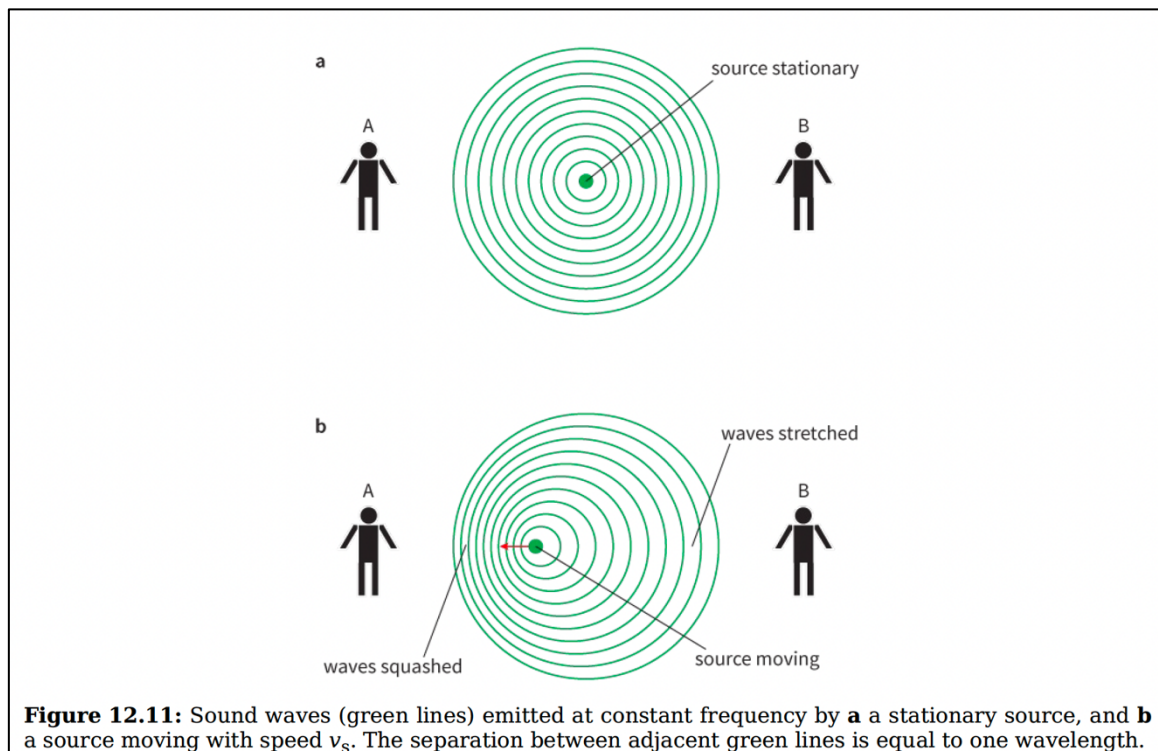 a
source stationary
A
B
b
waves stretched
A
B
waves squashed
source moving
Figure 12.11: Sound waves (green lines) emitted at constant frequency by a a stationary source, and b
a source moving with speed vs. The separation between adjacent green lines is equal to one wavelength.